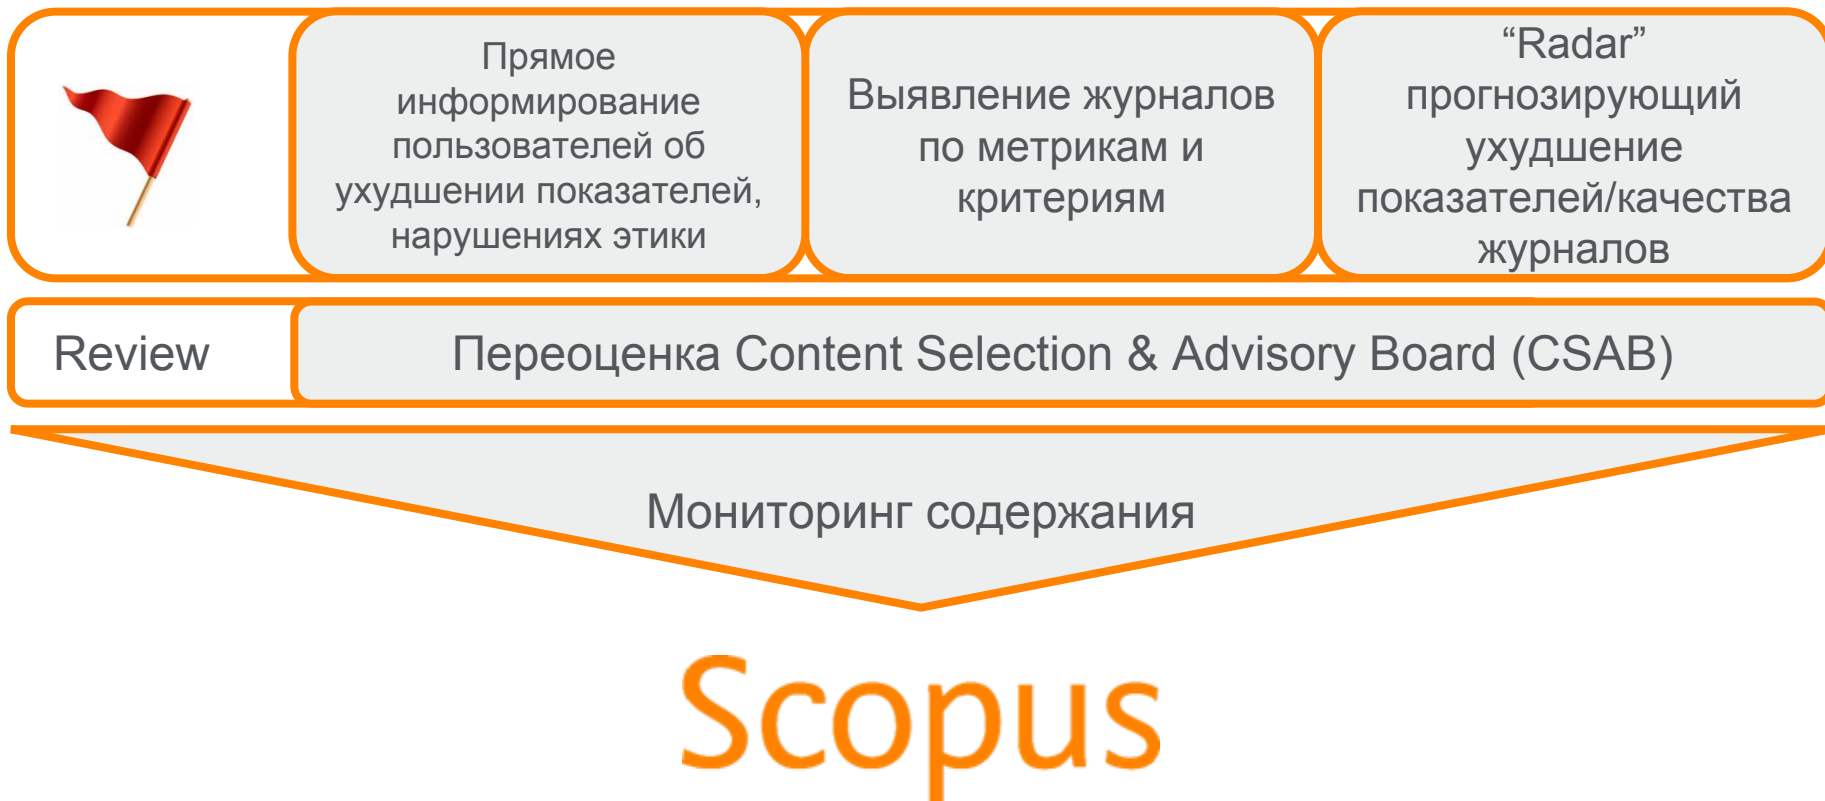 Прямое
информирование
пользователей об
ухудшении показателей,
нарушениях этики
Выявление журналов
по метрикам и
критериям
“Radar”
прогнозирующий
ухудшение
показателей/качества
журналов
Review
Переоценка Content Selection & Advisory Board (CSAB)
Мониторинг содержания
Scopus